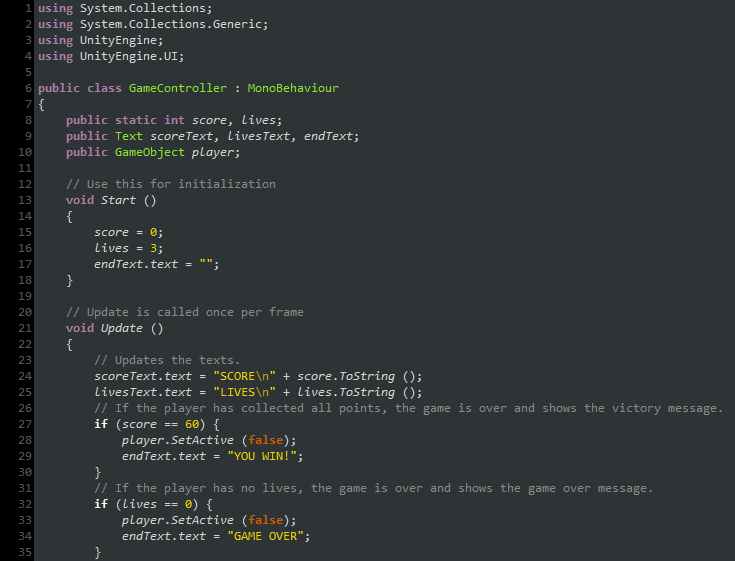 1 using System.Collections;
2 using System.Collections.Generic;
3 using UnityEngine;
4 using UnityEngine.UI;
5
6 public class GameController : MonoBehaviour
7 {
8     public static int score, lives;
9     public Text scoreText, livesText, endText;
10     public GameObject player;
11
12     // Use this for initialization
13     void Start ()
14     {
15         score = 0;
16         lives = 3;
17         endText.text = "";
18     }
19
20     // Update is called once per frame
21     void Update ()
22     {
23         // Updates the texts.
24         scoreText.text = "SCORE\n" + score.ToString ();
25         livesText.text = "LIVES\n" + lives.ToString ();
26         // If the player has collected all points, the game is over and shows the victory message.
27         if (score == 60) {
28             player.SetActive (false);
29             endText.text = "YOU WIN!";
30         }
31         // If the player has no lives, the game is over and shows the game over message.
32         if (lives == 0) {
33             player.SetActive (false);
34             endText.text = "GAME OVER";
35         }